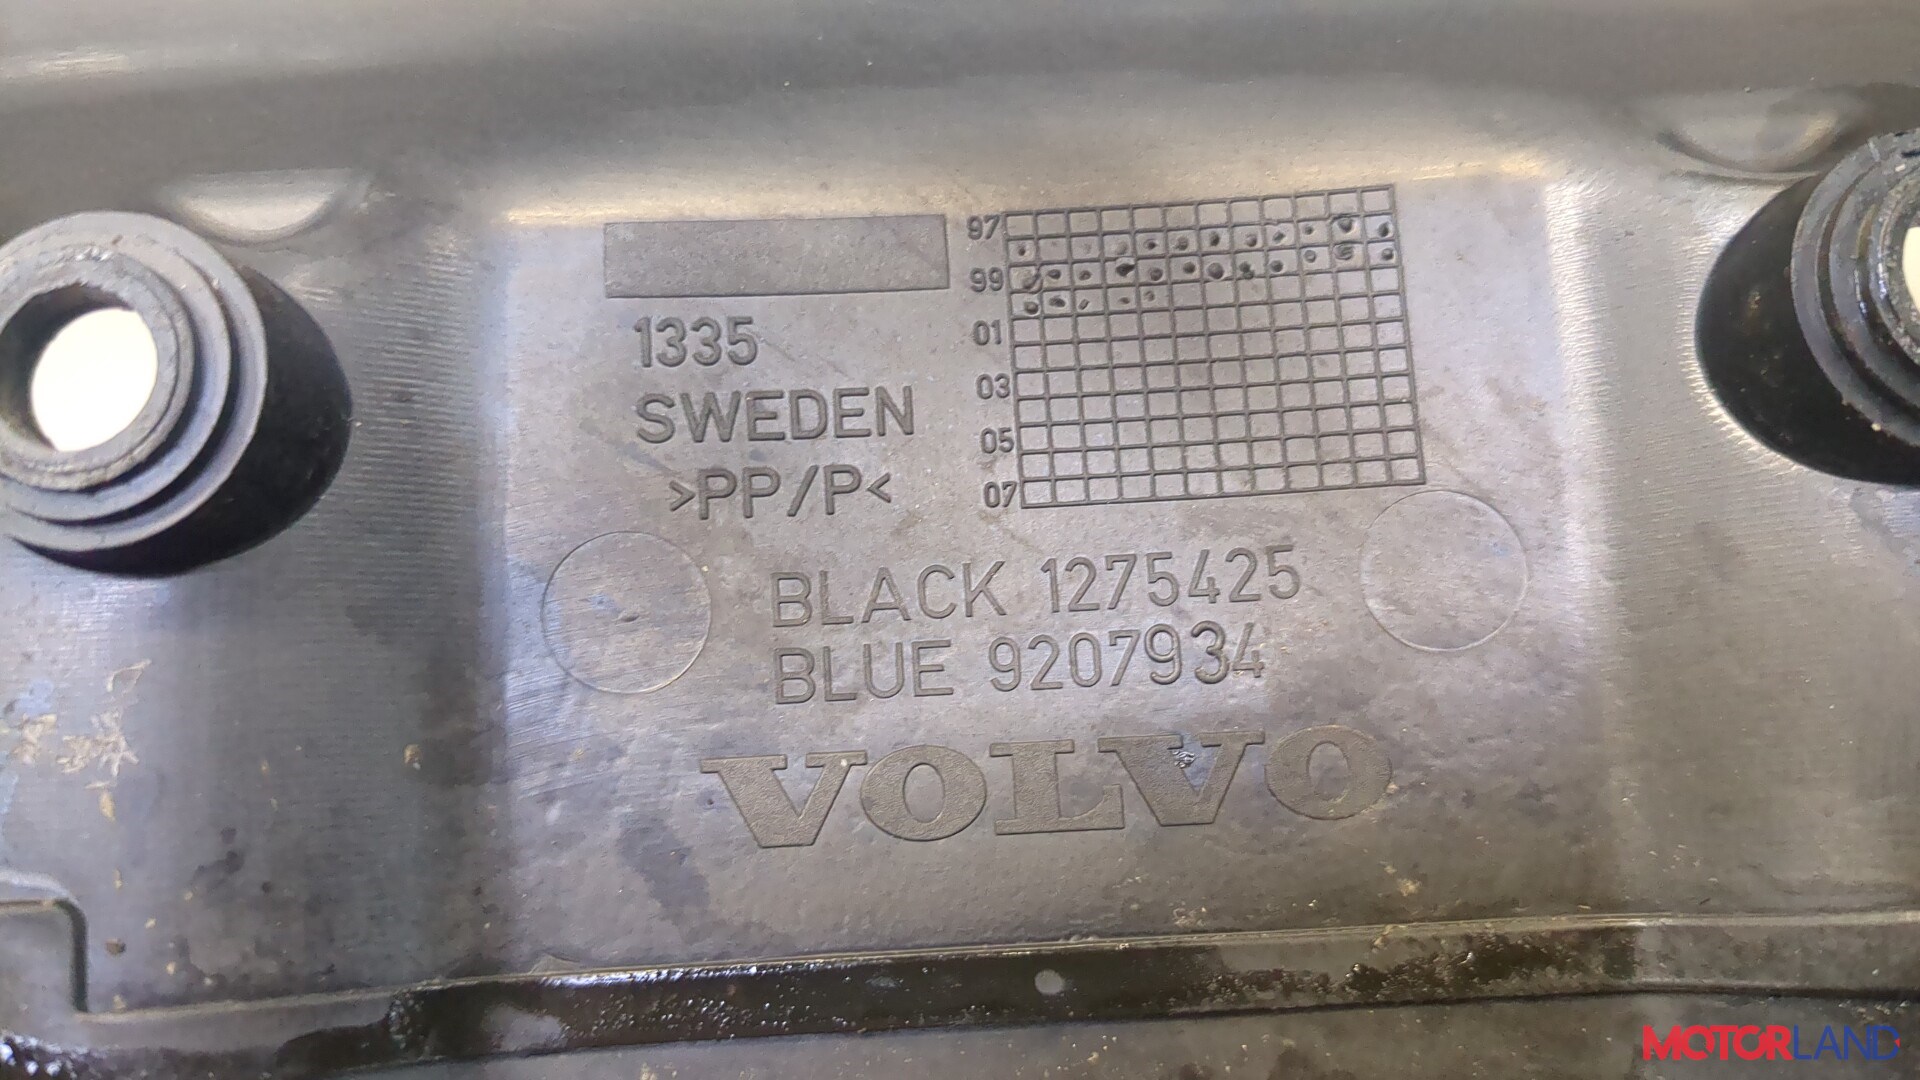 1335
SWEDEN
>PP/P<
97
99
01
03
05
07
BLACK 1275425
BLUE 9207934
VOLVO
MOTORLAND